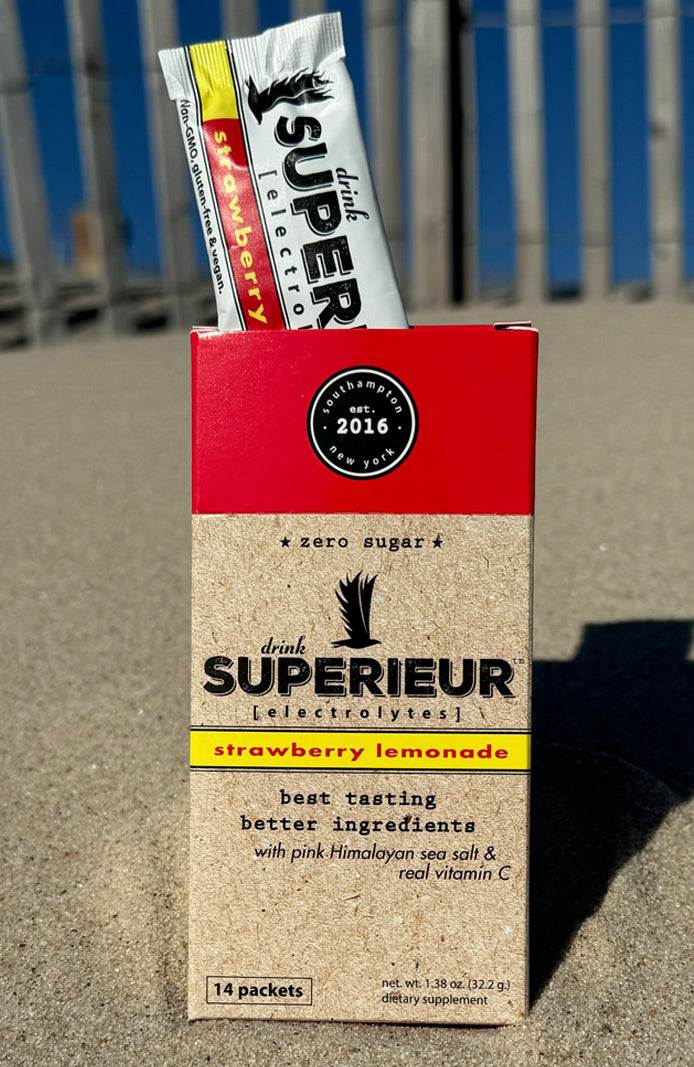 Non-GMO, gluten-free & vegan.
strawberry
drink
SUPER
[electro
southampton
est.
2016
new york
★ zero sugar ★
drink
SUPERIEUR™
[electrolytes]
strawberry lemonade
best tasting
better ingredients
with pink Himalayan sea salt &
real vitamin C
14 packets
net. wt. 1.38 oz. (32.2 g.)
dietary supplement